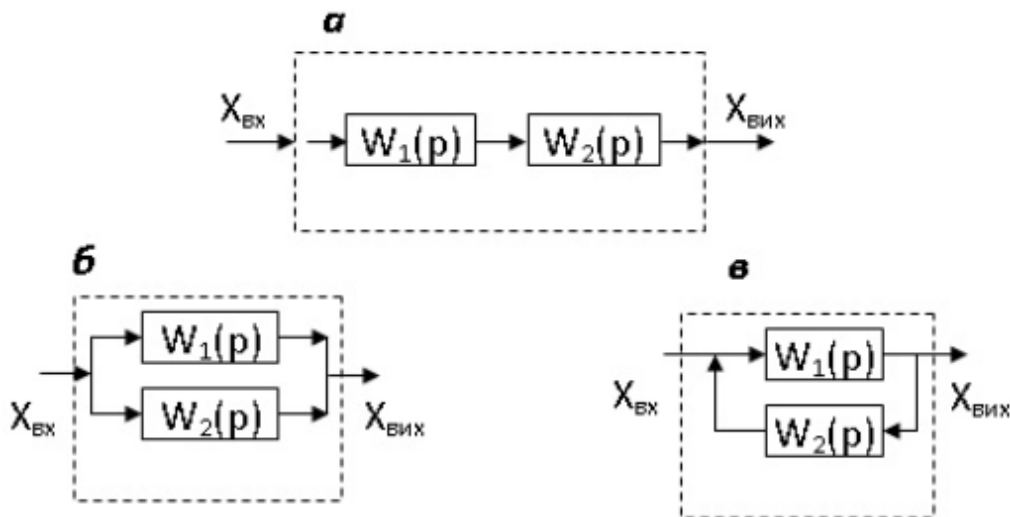 а
Xвх
W₁(p)
W₂(p)
Xвих
б
Xвх
W₁(p)
W₂(p)
Xвих
в
Xвх
W₁(p)
W₂(p)
Xвих